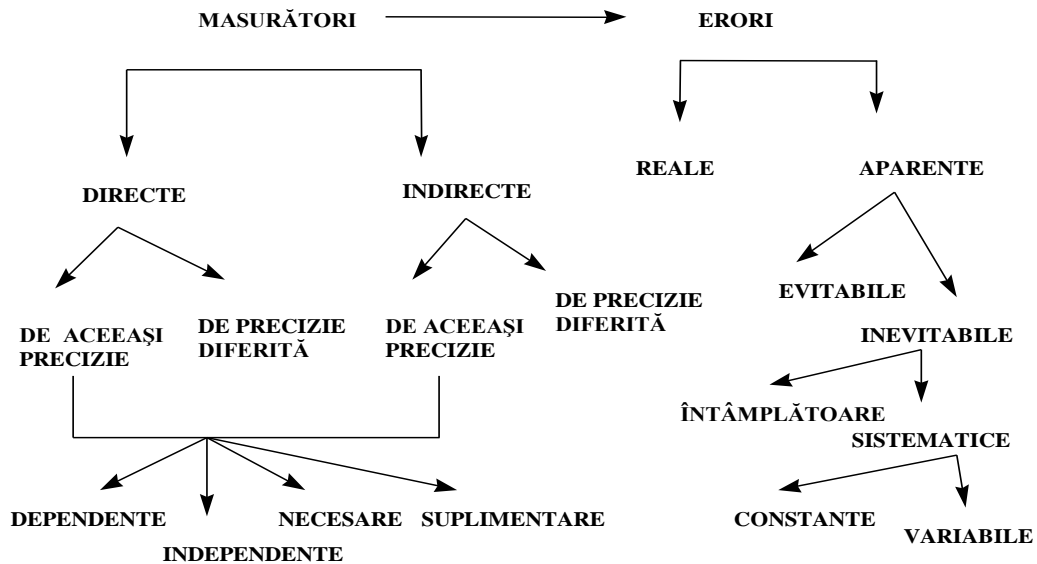 MASURĂTORI
ERORI
REALE
APARENTE
DIRECTE
INDIRECTE
EVITABILE
DE PRECIZIE
DIFERITĂ
DE ACEEAŞI
PRECIZIE
DE PRECIZIE
DIFERITĂ
DE ACEEAŞI
PRECIZIE
INEVITABILE
ÎNTÂMPLĂTOARE
SISTEMATICE
DEPENDENTE
NECESARE
SUPLIMENTARE
CONSTANTE
VARIABILE
INDEPENDENTE